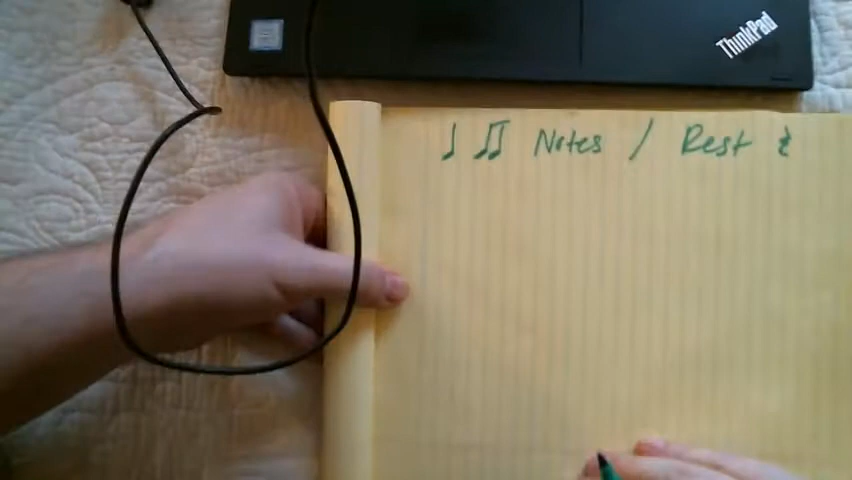 ThinkPad
♩ ♫ Notes / Rest 𝄽